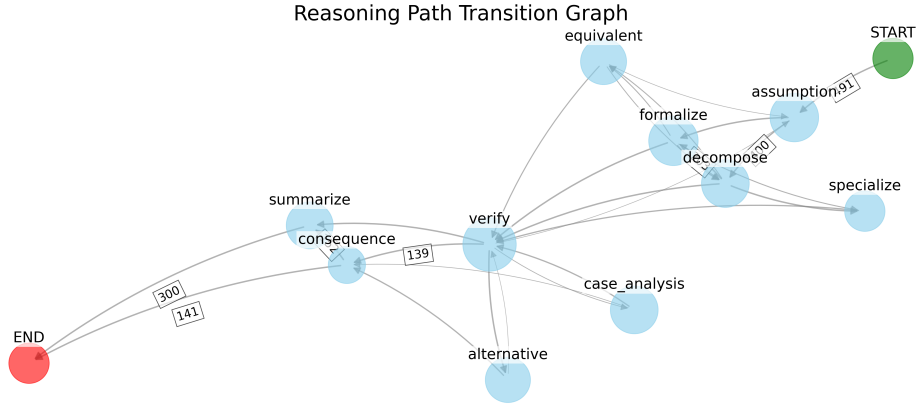 Reasoning Path Transition Graph
START
equivalent
assumption
formalize
decompose
specialize
summarize
consequence
verify
139
case_analysis
300
141
END
alternative